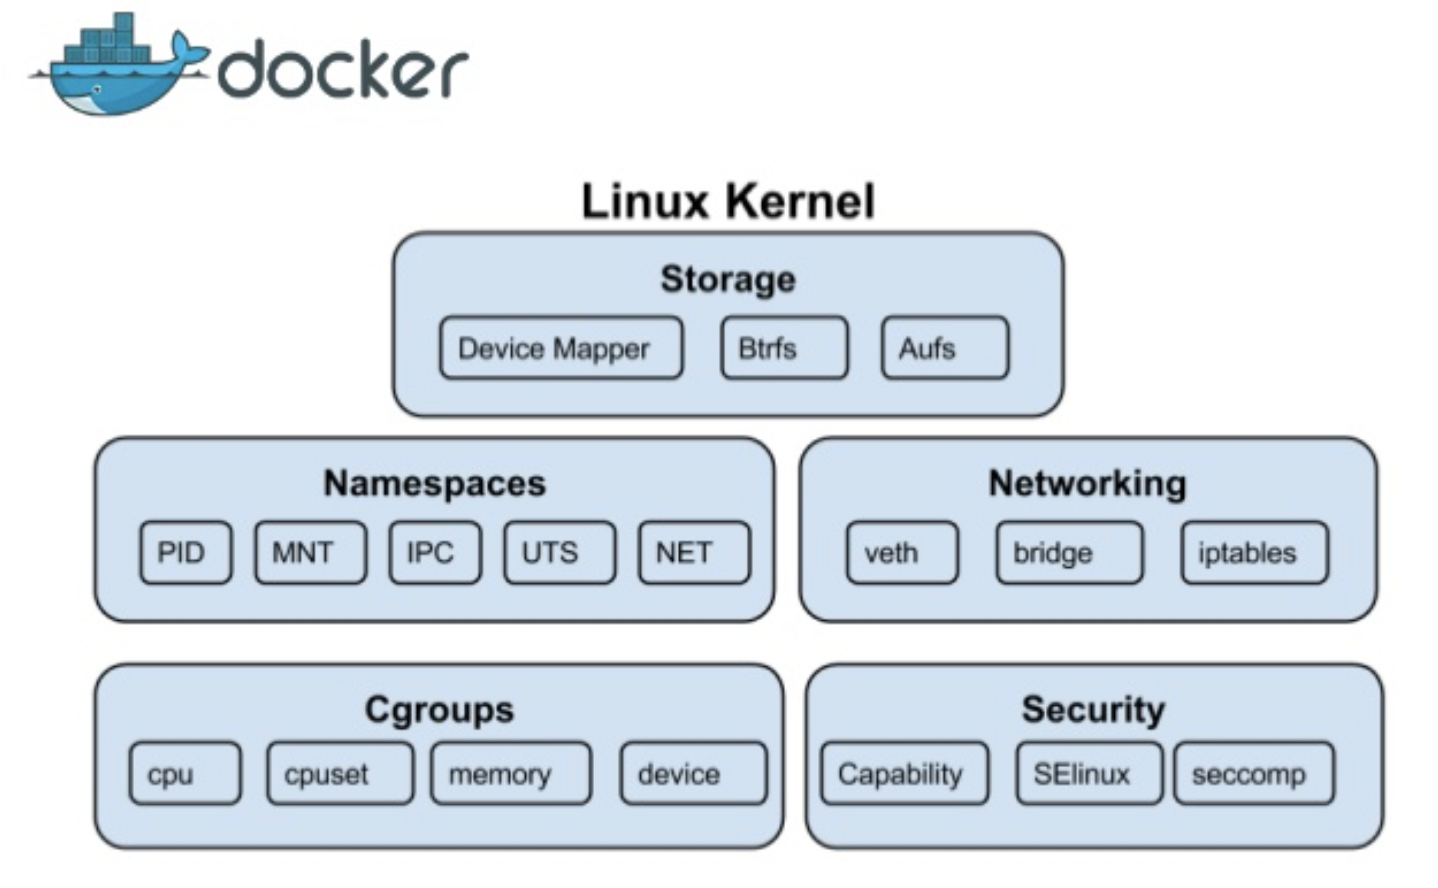 docker
Linux Kernel
Storage
Device Mapper Btrfs Aufs
Namespaces
PID MNT IPC UTS NET
Networking
veth bridge iptables
Cgroups
cpu cpuset memory device
Security
Capability SElinux seccomp